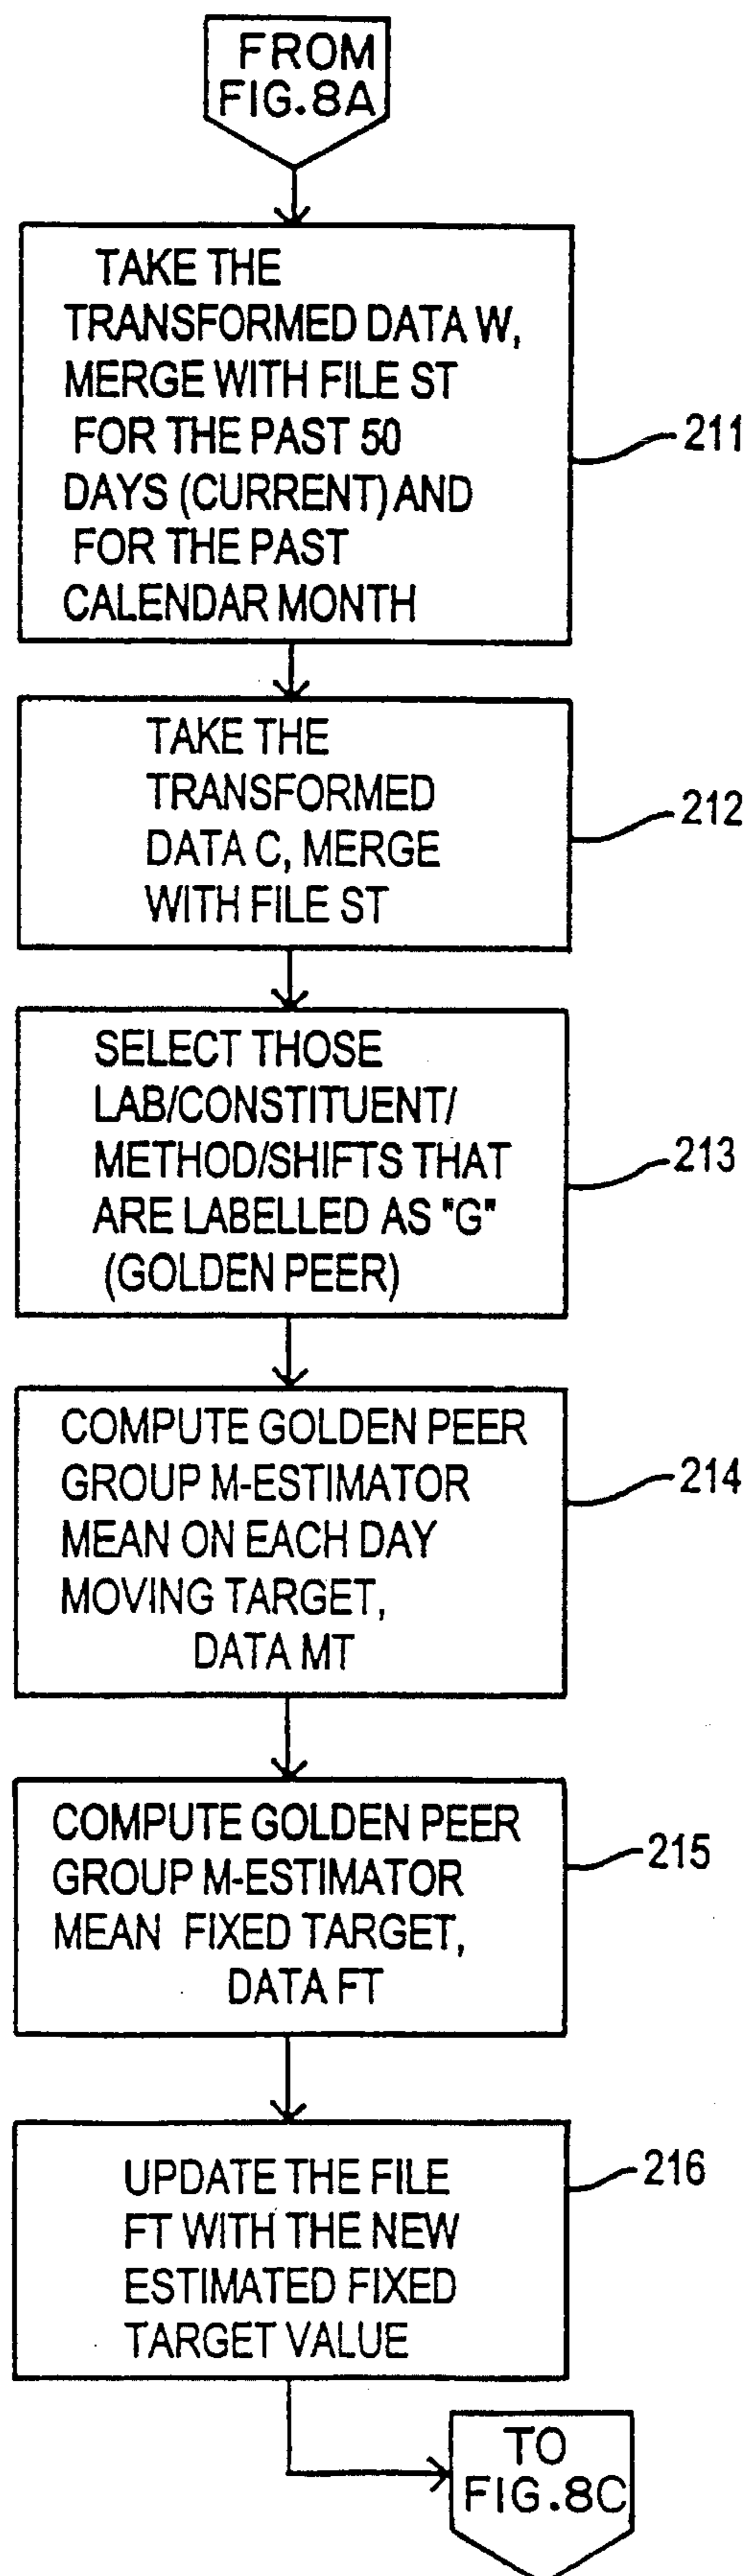 FROM
FIG.8A
TAKE THE
TRANSFORMED DATA W,
MERGE WITH FILE ST
FOR THE PAST 50
DAYS (CURRENT) AND
FOR THE PAST
CALENDAR MONTH
211
TAKE THE
TRANSFORMED
DATA C, MERGE
WITH FILE ST
212
SELECT THOSE
LAB/CONSTITUENT/
METHOD/SHIFTS THAT
ARE LABELLED AS "G"
(GOLDEN PEER)
213
COMPUTE GOLDEN PEER
GROUP M-ESTIMATOR
MEAN ON EACH DAY
MOVING TARGET,
DATA MT
214
COMPUTE GOLDEN PEER
GROUP M-ESTIMATOR
MEAN FIXED TARGET,
DATA FT
215
UPDATE THE FILE
FT WITH THE NEW
ESTIMATED FIXED
TARGET VALUE
216
TO
FIG.8C